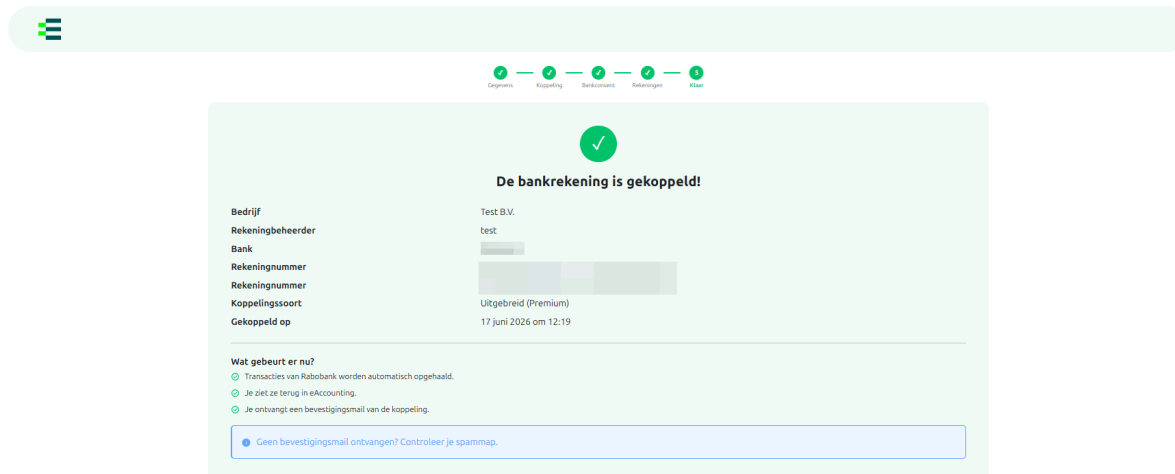 Gegevens Koppeling Bankconsent Rekeningen 5 Klaar
De bankrekening is gekoppeld!
Bedrijf Test B.V.
Rekeningbeheerder test
Bank
Rekeningnummer
Rekeningnummer
Koppelingssoort Uitgebreid (Premium)
Gekoppeld op 17 juni 2026 om 12:19
Wat gebeurt er nu?
Transacties van Rabobank worden automatisch opgehaald.
Je ziet ze terug in eAccounting.
Je ontvangt een bevestigingsmail van de koppeling.
Geen bevestigingsmail ontvangen? Controleer je spammap.